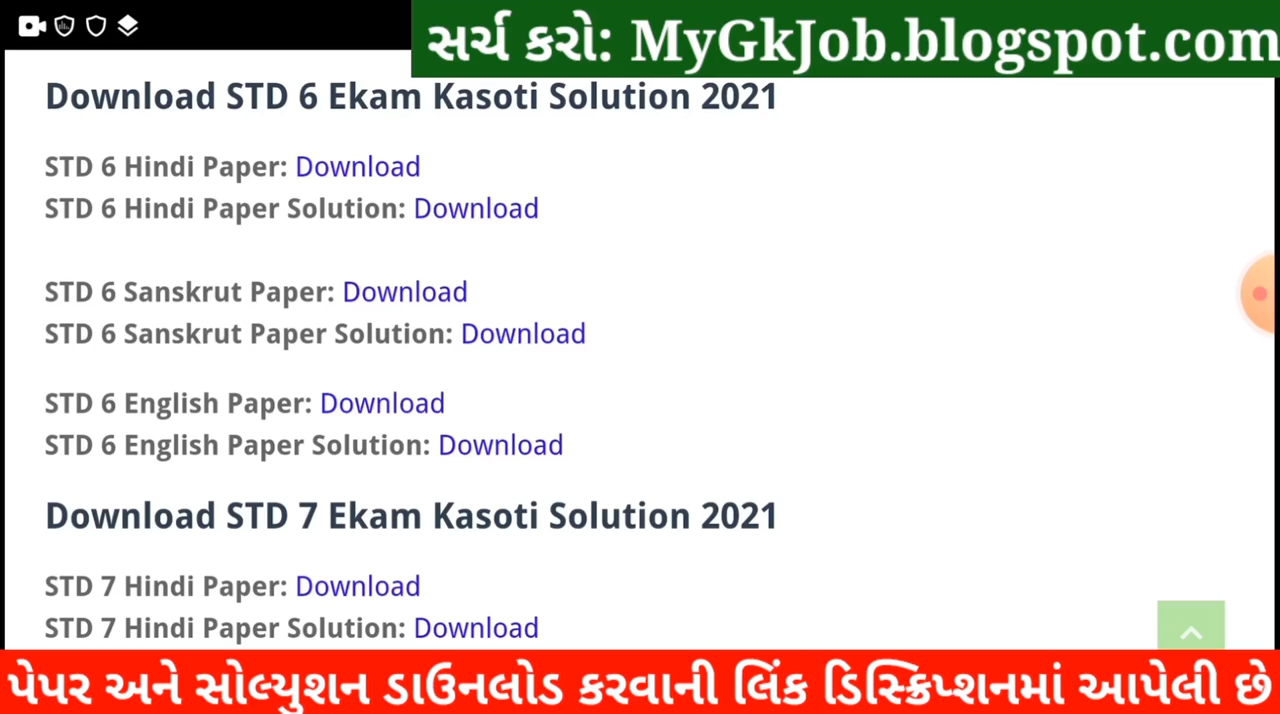 સર્ચ કરો: MyGkJob.blogspot.com
Download STD 6 Ekam Kasoti Solution 2021
STD 6 Hindi Paper: Download
STD 6 Hindi Paper Solution: Download
STD 6 Sanskrut Paper: Download
STD 6 Sanskrut Paper Solution: Download
STD 6 English Paper: Download
STD 6 English Paper Solution: Download
Download STD 7 Ekam Kasoti Solution 2021
STD 7 Hindi Paper: Download
STD 7 Hindi Paper Solution: Download
પેપર અને સોલ્યુશન ડાઉનલોડ કરવાની લિંક ડિસ્ક્રિપ્શનમાં આપેલી છે